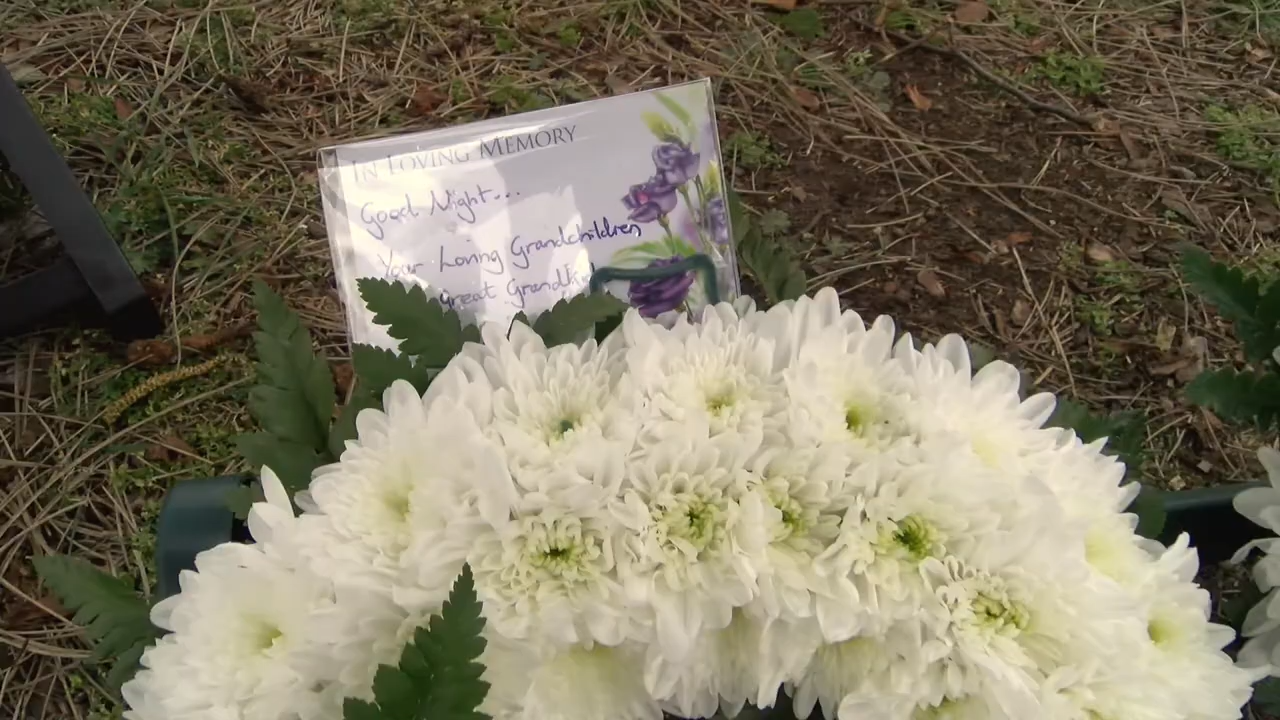 IN LOVING MEMORY
Good Night...
Your Loving Grandchildren
Great